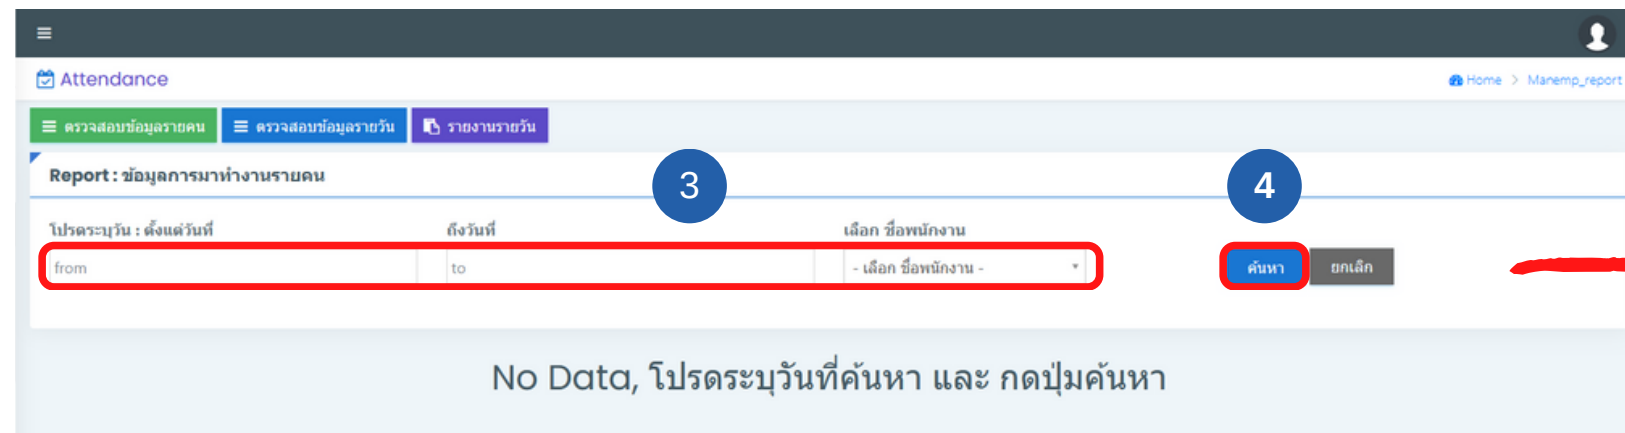 Attendance
Home > Manemp_report
ตรวจสอบข้อมูลรายคน ตรวจสอบข้อมูลรายวัน รายงานรายวัน
Report : ข้อมูลการมาทำงานรายคน
3
4
โปรดระบุวัน : ตั้งแต่วันที่ ถึงวันที่ เลือก ชื่อพนักงาน
from to - เลือก ชื่อพนักงาน - ค้นหา ยกเลิก
No Data, โปรดระบุวันที่ค้นหา และ กดปุ่มค้นหา